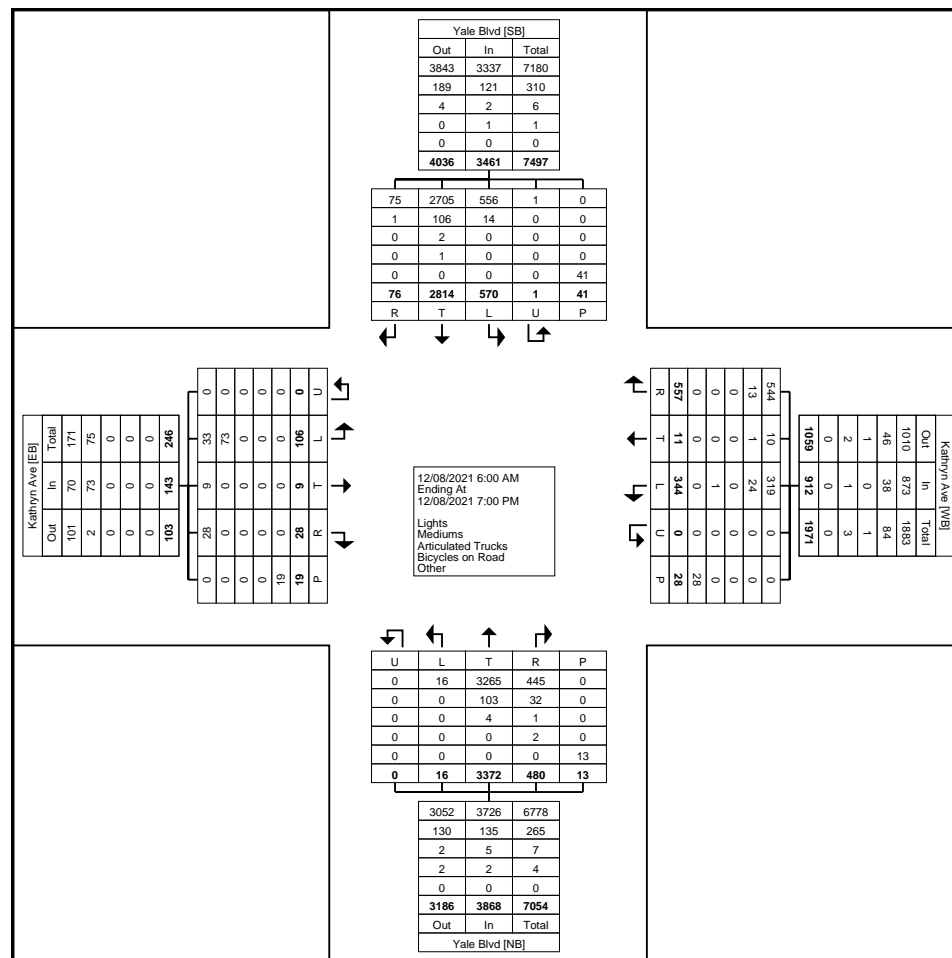 Yale Blvd [SB]
Out In Total
3843 3337 7180
189 121 310
4 2 6
0 1 1
0 0 0
4036 3461 7497
75 2705 556 1 0
1 106 14 0 0
0 2 0 0 0
0 1 0 0 0
0 0 0 0 41
76 2814 570 1 41
R T L U P
Kathryn Ave [EB]
Total In Out
171 70 101
75 73 2
0 0 0
0 0 0
0 0 0
246 143 103
0 33 9 28 0
0 73 0 0 0
0 0 0 0 0
0 0 0 0 0
0 0 0 0 19
0 106 9 28 19
U L T R P
12/08/2021 6:00 AM
Ending At
12/08/2021 7:00 PM
Lights
Mediums
Articulated Trucks
Bicycles on Road
Other
Kathryn Ave [WB]
Out In Total
1010 873 1883
46 38 84
1 0 1
2 1 3
0 0 0
1059 912 1971
544 10 319 0 0
13 1 24 0 0
0 0 0 0 0
0 0 1 0 0
0 0 0 0 28
557 11 344 0 28
R T L U P
U L T R P
0 16 3265 445 0
0 0 103 32 0
0 0 4 1 0
0 0 0 2 0
0 0 0 0 13
0 16 3372 480 13
3052 3726 6778
130 135 265
2 5 7
2 2 4
0 0 0
3186 3868 7054
Out In Total
Yale Blvd [NB]